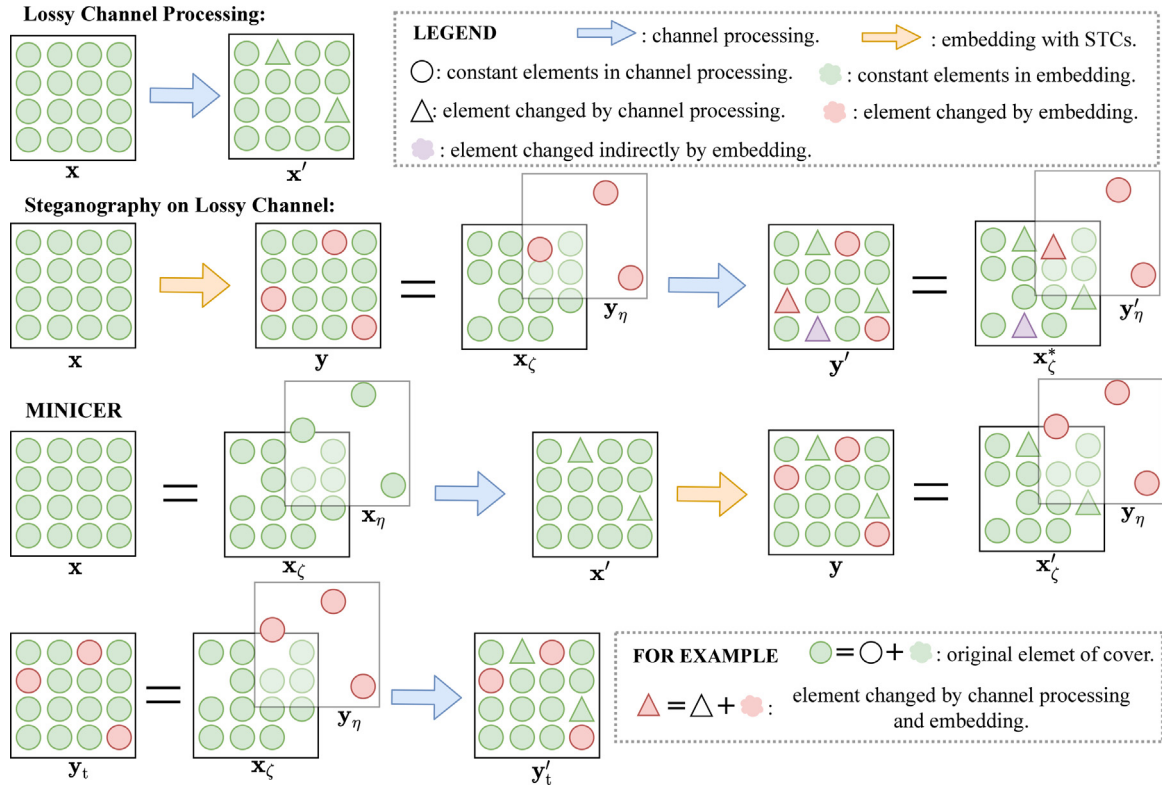 Lossy Channel Processing:
x
x′
LEGEND
: channel processing.
: embedding with STCs.
: constant elements in channel processing.
: constant elements in embedding.
: element changed by channel processing.
: element changed by embedding.
: element changed indirectly by embedding.
Steganography on Lossy Channel:
x
y
=
x_ζ
y_η
y′
=
x*_ζ
y′_η
MINICER
x
=
x_ζ
x_η
x′
y
=
x′_ζ
y_η
y_t
=
x_ζ
y_η
y′_t
FOR EXAMPLE
= + : original elemet of cover.
= + : element changed by channel processing
and embedding.